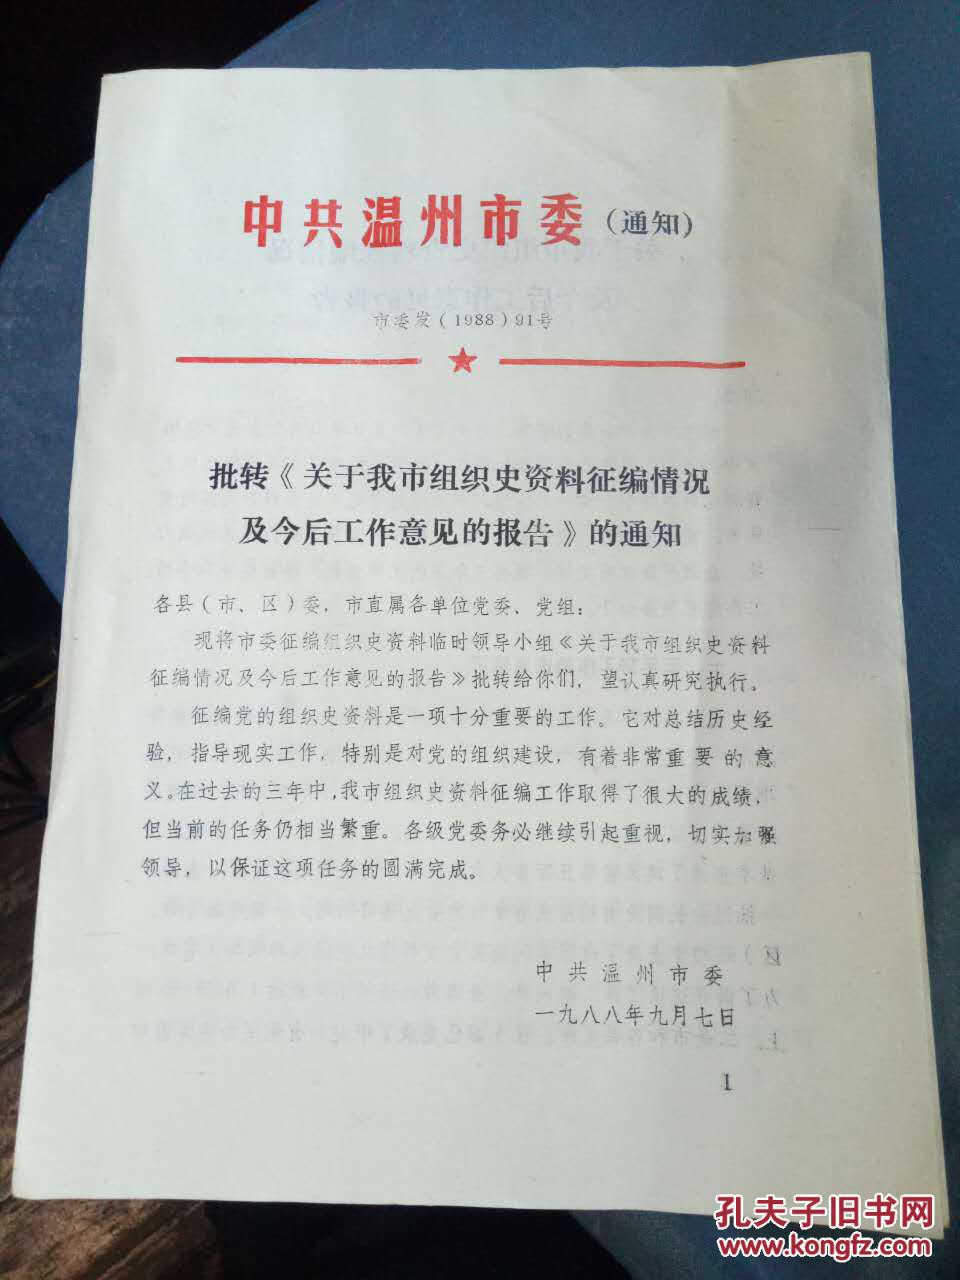 中共温州市委(通知)
市委发(1988)91号
批转《关于我市组织史资料征编情况
及今后工作意见的报告》的通知
各县(市、区)委,市直属各单位党委、党组:
现将市委征编组织史资料临时领导小组《关于我市组织史资料
征编情况及今后工作意见的报告》批转给你们,望认真研究执行。
征编党的组织史资料是一项十分重要的工作。它对总结历史经
验,指导现实工作,特别是对党的组织建设,有着非常重要的意
义。在过去的三年中,我市组织史资料征编工作取得了很大的成绩,
但当前的任务仍相当繁重。各级党委务必继续引起重视,切实加强
领导,以保证这项任务的圆满完成。
中共温州市委
一九八八年九月七日
1
孔夫子旧书网
www.kongfz.com